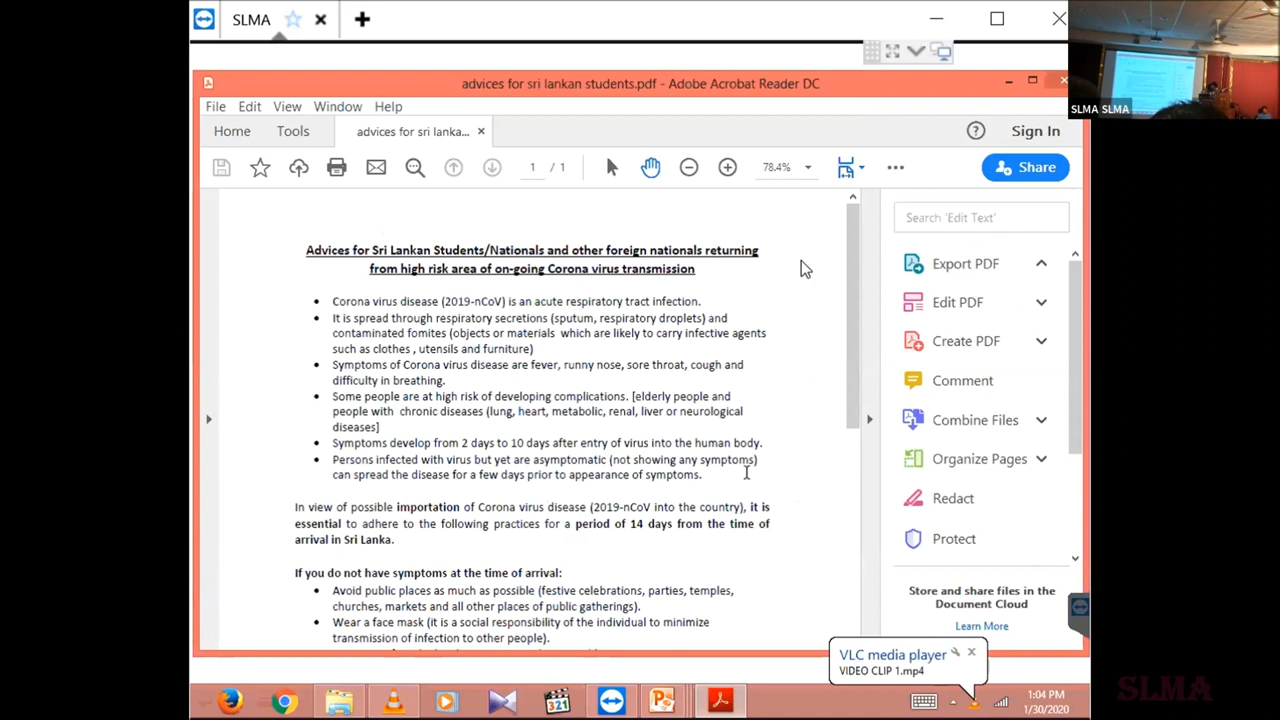 SLMA
advices for sri lankan students.pdf - Adobe Acrobat Reader DC
SLMA SLMA
File Edit View Window Help
Home Tools advices for sri lanka... Sign In
1 / 1 78.4% Share
Search 'Edit Text'
Advices for Sri Lankan Students/Nationals and other foreign nationals returning
from high risk area of on-going Corona virus transmission
• Corona virus disease (2019-nCoV) is an acute respiratory tract infection.
• It is spread through respiratory secretions (sputum, respiratory droplets) and
contaminated fomites (objects or materials which are likely to carry infective agents
such as clothes , utensils and furniture)
• Symptoms of Corona virus disease are fever, runny nose, sore throat, cough and
difficulty in breathing.
• Some people are at high risk of developing complications. [elderly people and
people with chronic diseases (lung, heart, metabolic, renal, liver or neurological
diseases]
• Symptoms develop from 2 days to 10 days after entry of virus into the human body.
• Persons infected with virus but yet are asymptomatic (not showing any symptoms)
can spread the disease for a few days prior to appearance of symptoms.
In view of possible importation of Corona virus disease (2019-nCoV into the country), it is
essential to adhere to the following practices for a period of 14 days from the time of
arrival in Sri Lanka.
If you do not have symptoms at the time of arrival:
• Avoid public places as much as possible (festive celebrations, parties, temples,
churches, markets and all other places of public gatherings).
• Wear a face mask (it is a social responsibility of the individual to minimize
transmission of infection to other people).
Export PDF
Edit PDF
Create PDF
Comment
Combine Files
Organize Pages
Redact
Protect
Store and share files in the
Document Cloud
Learn More
VLC media player
VIDEO CLIP 1.mp4
321
1:04 PM
1/30/2020
SLMA